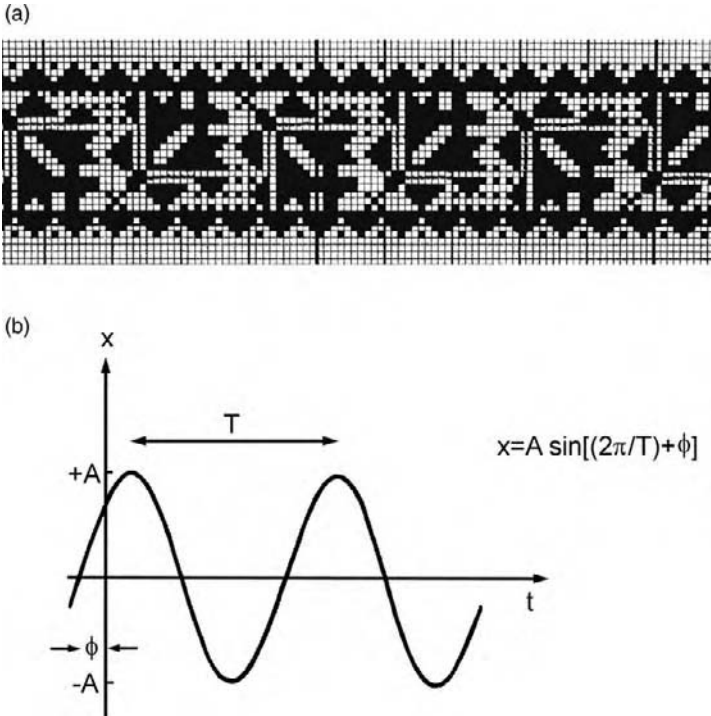 (a)
(b)
x
T
x=A sin[(2π/T)+ϕ]
+A
t
ϕ
-A